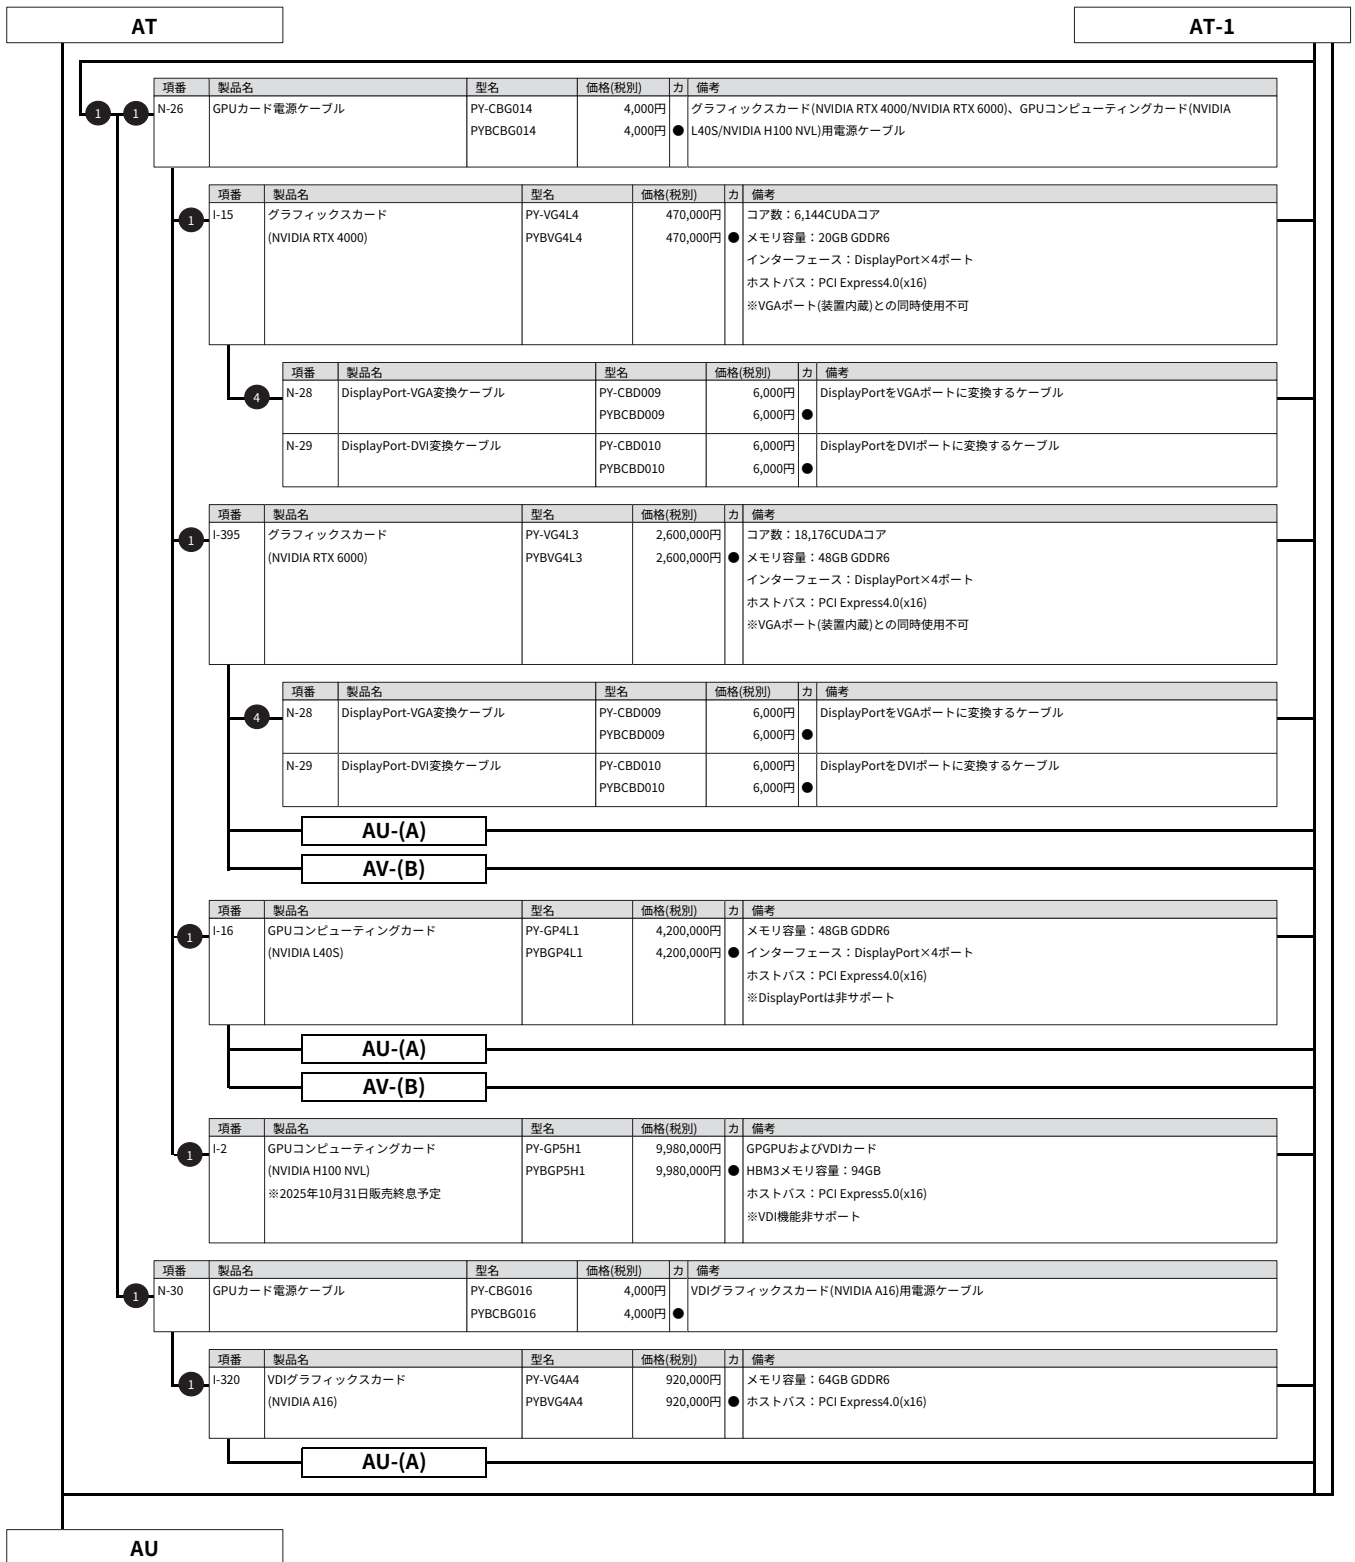 AT
AT-1
項番 製品名 型名 価格(税別) カ 備考
1 1 N-26 GPUカード電源ケーブル PY-CBG014 4,000円 グラフィックスカード(NVIDIA RTX 4000/NVIDIA RTX 6000)、GPUコンピューティングカード(NVIDIA
PYBCBG014 4,000円 ● L40S/NVIDIA H100 NVL)用電源ケーブル
項番 製品名 型名 価格(税別) カ 備考
1 I-15 グラフィックスカード PY-VG4L4 470,000円 コア数：6,144CUDAコア
(NVIDIA RTX 4000) PYBVG4L4 470,000円 ● メモリ容量：20GB GDDR6
インターフェース：DisplayPort×4ポート
ホストバス：PCI Express4.0(x16)
※VGAポート(装置内蔵)との同時使用不可
項番 製品名 型名 価格(税別) カ 備考
4 N-28 DisplayPort-VGA変換ケーブル PY-CBD009 6,000円 DisplayPortをVGAポートに変換するケーブル
PYBCBD009 6,000円 ●
N-29 DisplayPort-DVI変換ケーブル PY-CBD010 6,000円 DisplayPortをDVIポートに変換するケーブル
PYBCBD010 6,000円 ●
項番 製品名 型名 価格(税別) カ 備考
1 I-395 グラフィックスカード PY-VG4L3 2,600,000円 コア数：18,176CUDAコア
(NVIDIA RTX 6000) PYBVG4L3 2,600,000円 ● メモリ容量：48GB GDDR6
インターフェース：DisplayPort×4ポート
ホストバス：PCI Express4.0(x16)
※VGAポート(装置内蔵)との同時使用不可
項番 製品名 型名 価格(税別) カ 備考
4 N-28 DisplayPort-VGA変換ケーブル PY-CBD009 6,000円 DisplayPortをVGAポートに変換するケーブル
PYBCBD009 6,000円 ●
N-29 DisplayPort-DVI変換ケーブル PY-CBD010 6,000円 DisplayPortをDVIポートに変換するケーブル
PYBCBD010 6,000円 ●
AU-(A)
AV-(B)
項番 製品名 型名 価格(税別) カ 備考
1 I-16 GPUコンピューティングカード PY-GP4L1 4,200,000円 メモリ容量：48GB GDDR6
(NVIDIA L40S) PYBGP4L1 4,200,000円 ● インターフェース：DisplayPort×4ポート
ホストバス：PCI Express4.0(x16)
※DisplayPortは非サポート
AU-(A)
AV-(B)
項番 製品名 型名 価格(税別) カ 備考
1 I-2 GPUコンピューティングカード PY-GP5H1 9,980,000円 GPGPUおよびVDIカード
(NVIDIA H100 NVL) PYBGP5H1 9,980,000円 ● HBM3メモリ容量：94GB
※2025年10月31日販売終息予定 ホストバス：PCI Express5.0(x16)
※VDI機能非サポート
項番 製品名 型名 価格(税別) カ 備考
1 N-30 GPUカード電源ケーブル PY-CBG016 4,000円 VDIグラフィックスカード(NVIDIA A16)用電源ケーブル
PYBCBG016 4,000円 ●
項番 製品名 型名 価格(税別) カ 備考
1 I-320 VDIグラフィックスカード PY-VG4A4 920,000円 メモリ容量：64GB GDDR6
(NVIDIA A16) PYBVG4A4 920,000円 ● ホストバス：PCI Express4.0(x16)
AU-(A)
AU